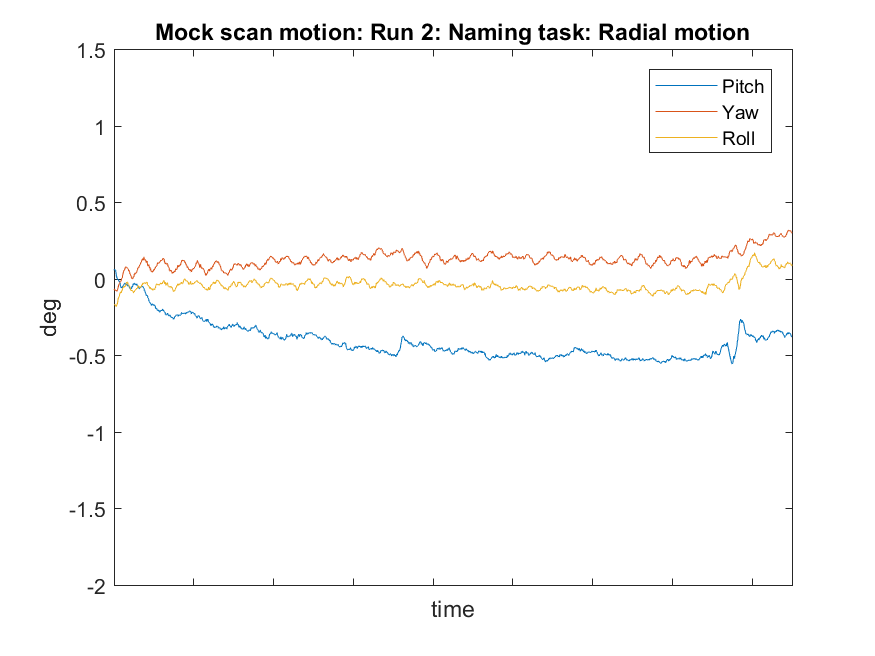 Mock scan motion: Run 2: Naming task: Radial motion
1.5
1
0.5
0
-0.5
-1
-1.5
-2
deg
time
Pitch
Yaw
Roll